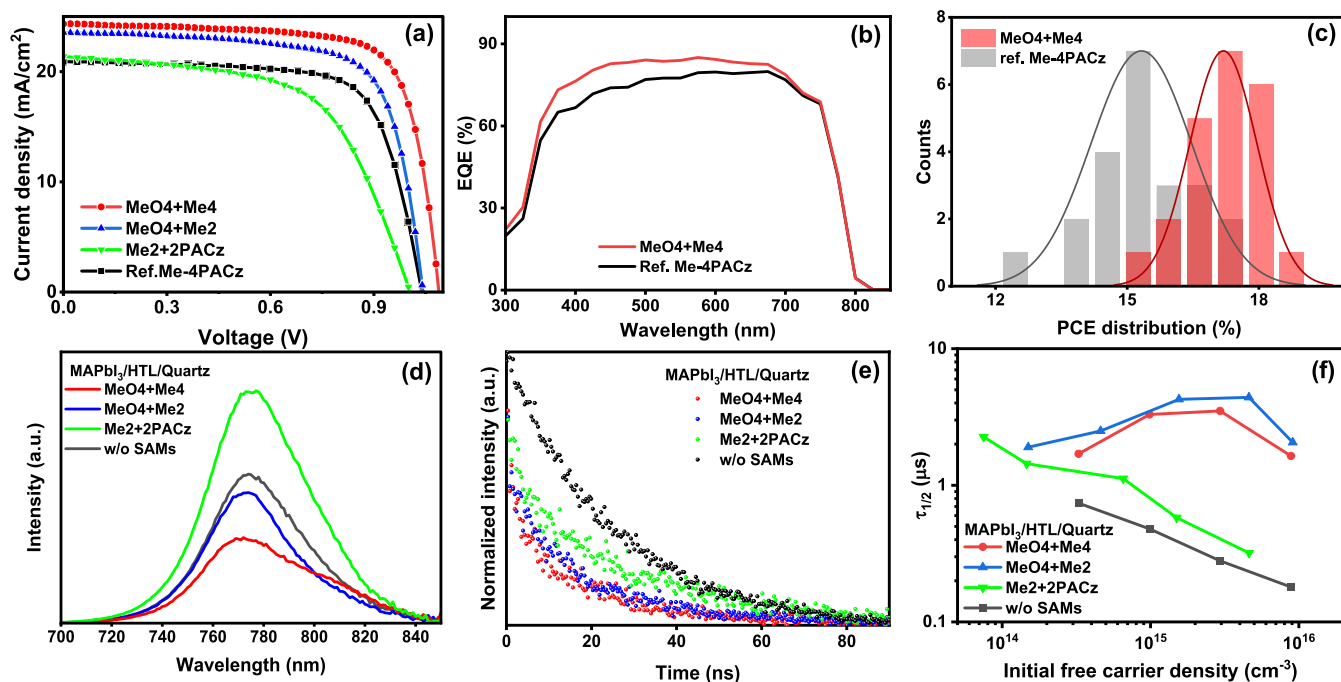 (a)
Current density (mA/cm²)
20
10
0
MeO4+Me4
MeO4+Me2
Me2+2PACz
Ref.Me-4PACz
0.0 0.3 0.6 0.9
Voltage (V)
(b)
EQE (%)
90
60
30
0
MeO4+Me4
Ref. Me-4PACz
300 400 500 600 700 800
Wavelength (nm)
(c)
MeO4+Me4
ref. Me-4PACz
Counts
8
6
4
2
0
12 15 18
PCE distribution (%)
(d)
MAPbI₃/HTL/Quartz
MeO4+Me4
MeO4+Me2
Me2+2PACz
w/o SAMs
Intensity (a.u.)
700 720 740 760 780 800 820 840
Wavelength (nm)
(e)
MAPbI₃/HTL/Quartz
MeO4+Me4
MeO4+Me2
Me2+2PACz
w/o SAMs
Normalized intensity (a.u.)
0 20 40 60 80
Time (ns)
(f)
τ₁/₂ (μs)
10
1
0.1
MAPbI₃/HTL/Quartz
MeO4+Me4
MeO4+Me2
Me2+2PACz
w/o SAMs
10¹⁴ 10¹⁵ 10¹⁶
Initial free carrier density (cm⁻³)